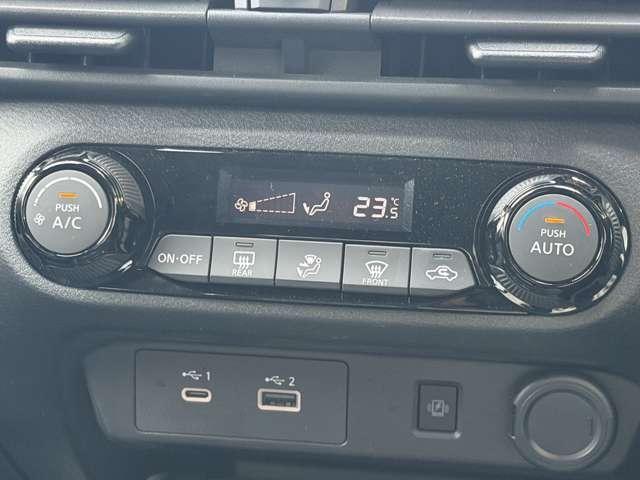 PUSH
A/C
23.5°C
PUSH
AUTO
ON·OFF
REAR
FRONT
1
2